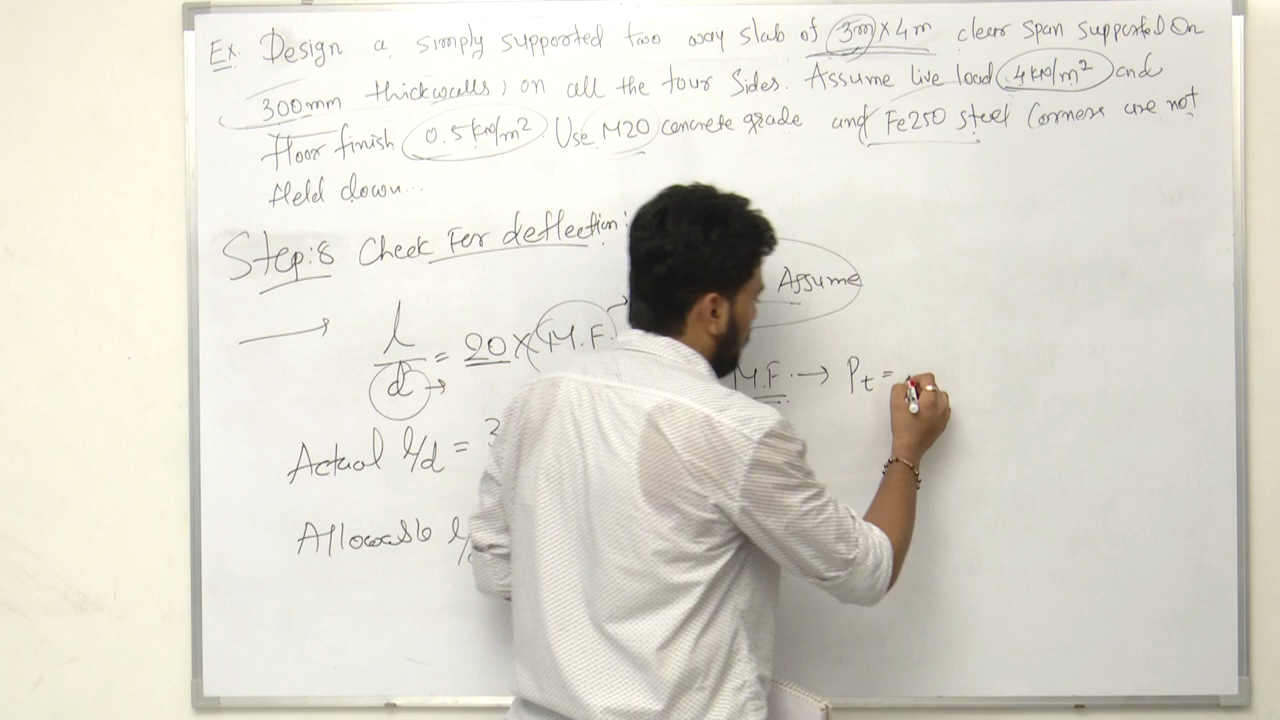 Ex. Design a simply supported two way slab of 3m x 4m clear span supported On
300mm thick walls, on all the four Sides. Assume live load 4 kN/m² and
Floor finish 0.5 kN/m² Use M20 concrete grade and Fe250 steel Corners are not
Held down...
Step:8 Check For deflection:
Assume
l/d = 20 x (M.F.
M.F. → Pt =
Actual l/d = 3
Allowable l/